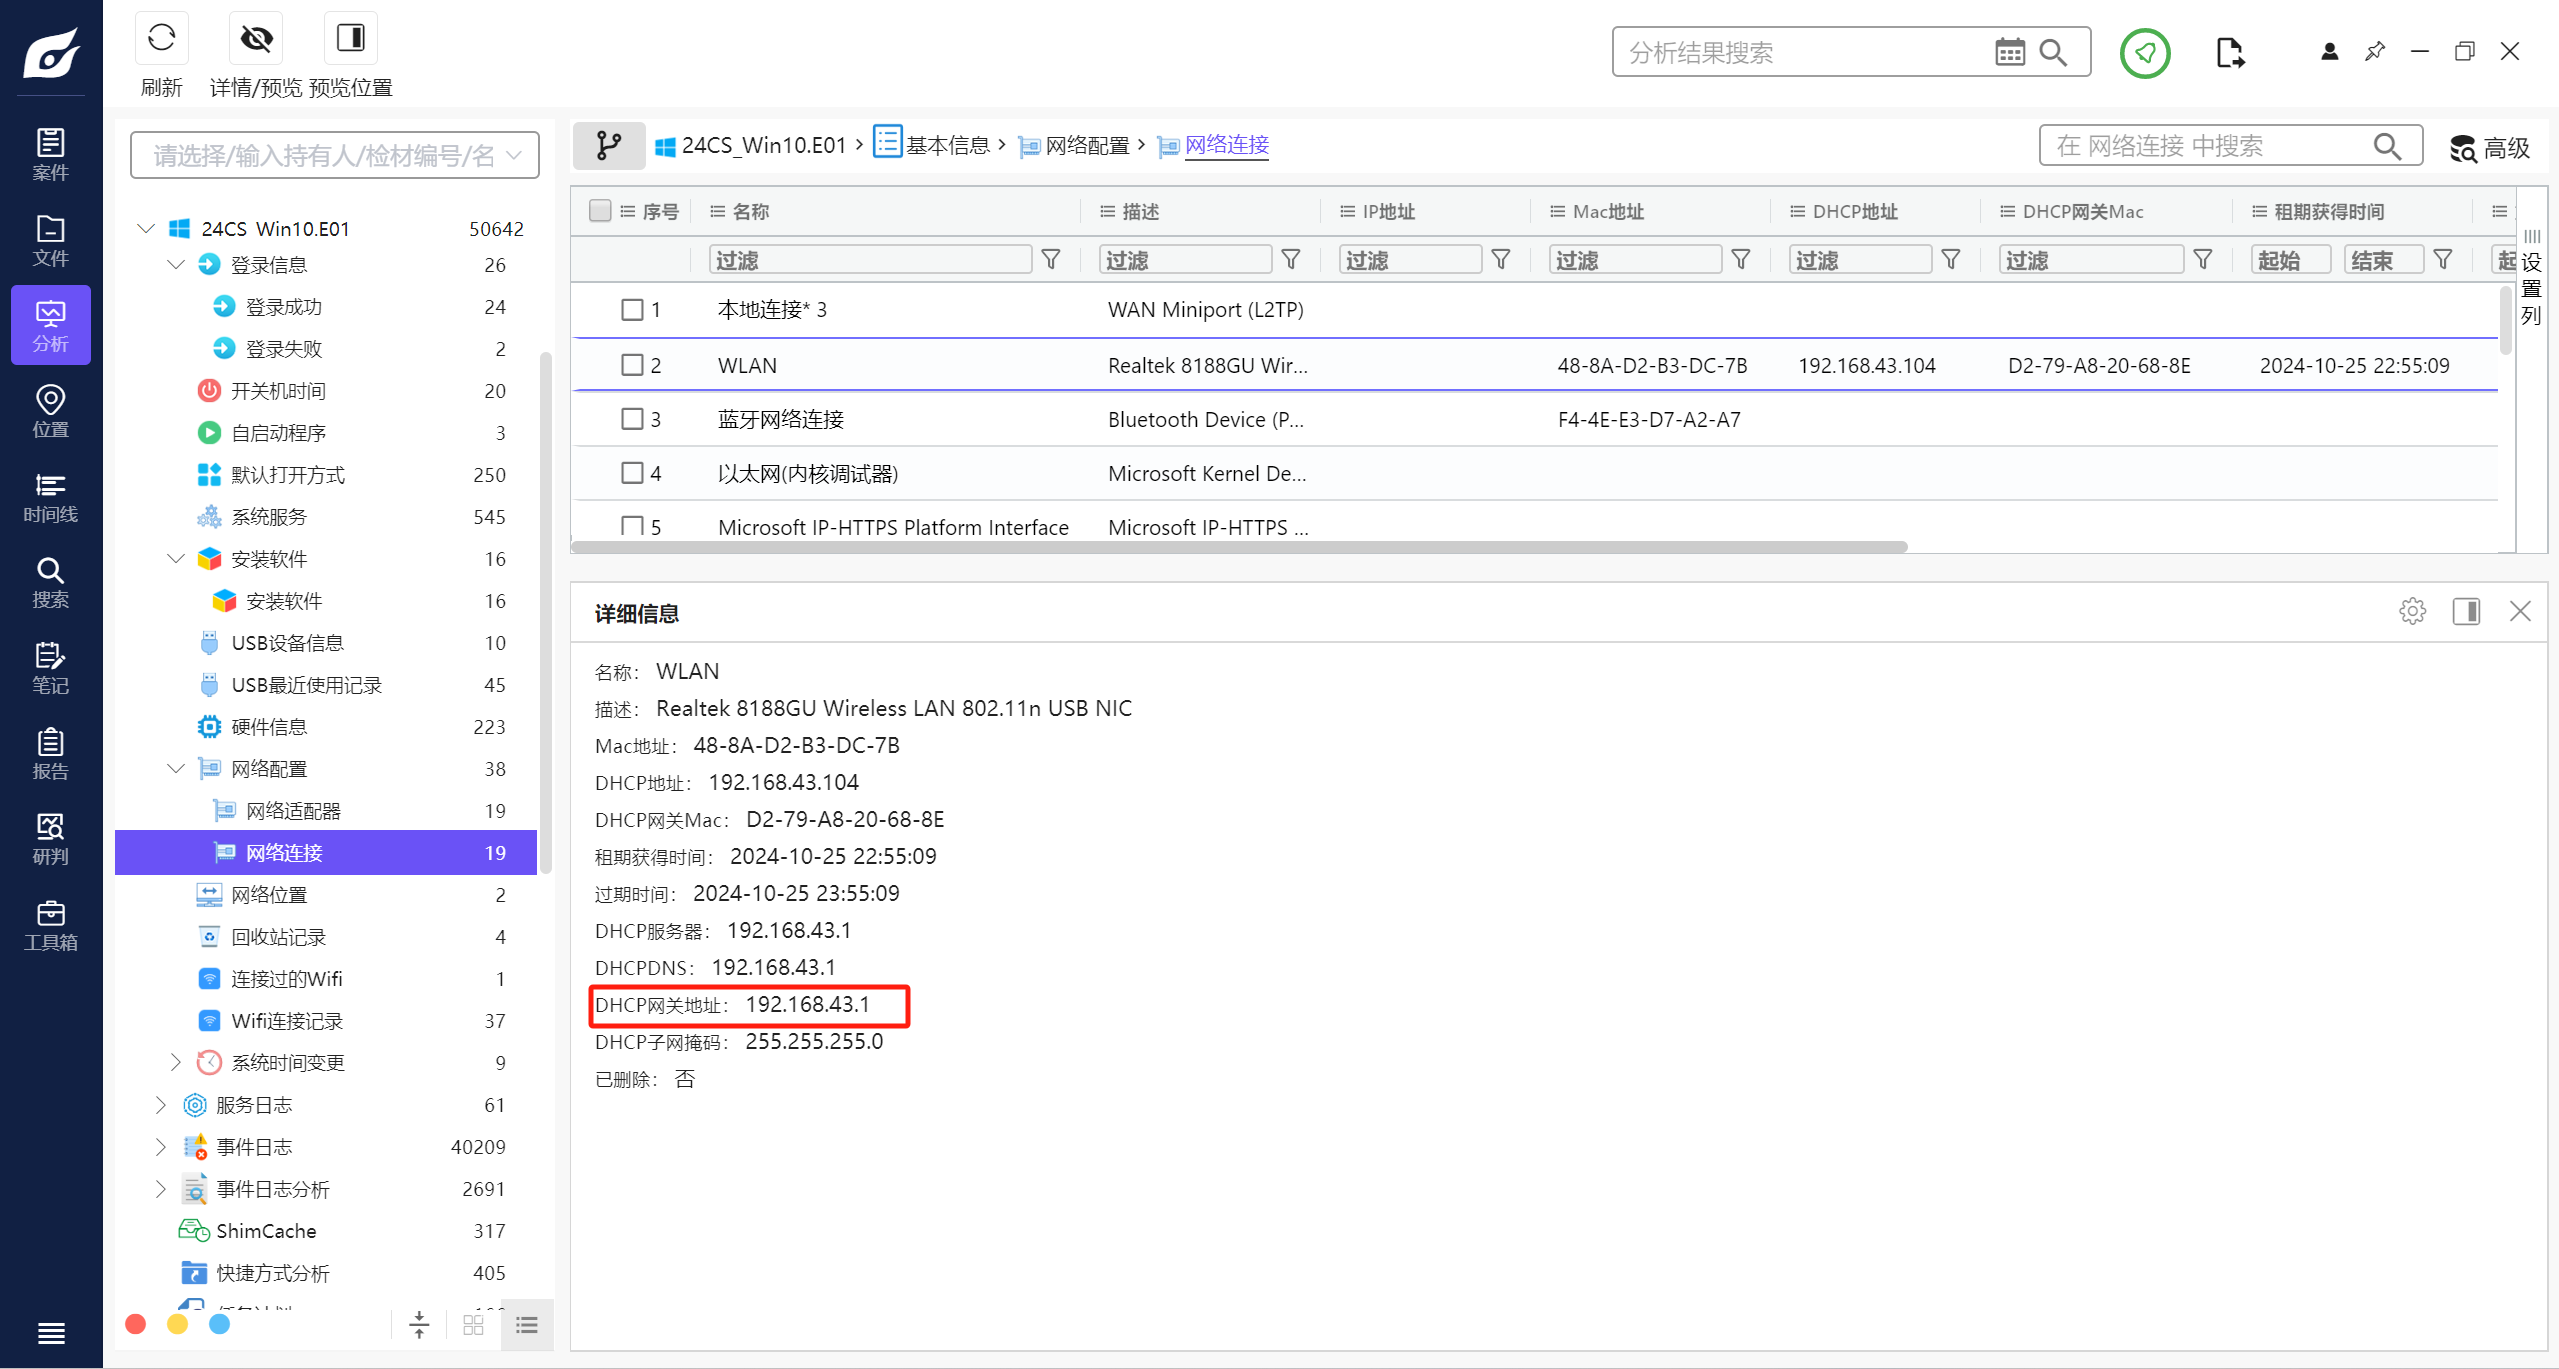 刷新
详情/预览
预览位置
分析结果搜索
案件
文件
分析
位置
时间线
搜索
笔记
报告
研判
工具箱
请选择/输入持有人/检材编号/名
24CS_Win10.E01 50642
登录信息 26
登录成功 24
登录失败 2
开关机时间 20
自启动程序 3
默认打开方式 250
系统服务 545
安装软件 16
安装软件 16
USB设备信息 10
USB最近使用记录 45
硬件信息 223
网络配置 38
网络适配器 19
网络连接 19
网络位置 2
回收站记录 4
连接过的Wifi 1
Wifi连接记录 37
系统时间变更 9
服务日志 61
事件日志 40209
事件日志分析 2691
ShimCache 317
快捷方式分析 405
24CS_Win10.E01 › 基本信息 › 网络配置 › 网络连接
在 网络连接 中搜索
高级
序号 名称 描述 IP地址 Mac地址 DHCP地址 DHCP网关Mac 租期获得时间
过滤 过滤 过滤 过滤 过滤 过滤 起始 结束 起
设置列
1 本地连接* 3 WAN Miniport (L2TP)
2 WLAN Realtek 8188GU Wir... 48-8A-D2-B3-DC-7B 192.168.43.104 D2-79-A8-20-68-8E 2024-10-25 22:55:09
3 蓝牙网络连接 Bluetooth Device (P... F4-4E-E3-D7-A2-A7
4 以太网(内核调试器) Microsoft Kernel De...
5 Microsoft IP-HTTPS Platform Interface Microsoft IP-HTTPS ...
详细信息
名称： WLAN
描述： Realtek 8188GU Wireless LAN 802.11n USB NIC
Mac地址： 48-8A-D2-B3-DC-7B
DHCP地址： 192.168.43.104
DHCP网关Mac： D2-79-A8-20-68-8E
租期获得时间： 2024-10-25 22:55:09
过期时间： 2024-10-25 23:55:09
DHCP服务器： 192.168.43.1
DHCPDNS： 192.168.43.1
DHCP网关地址： 192.168.43.1
DHCP子网掩码： 255.255.255.0
已删除： 否